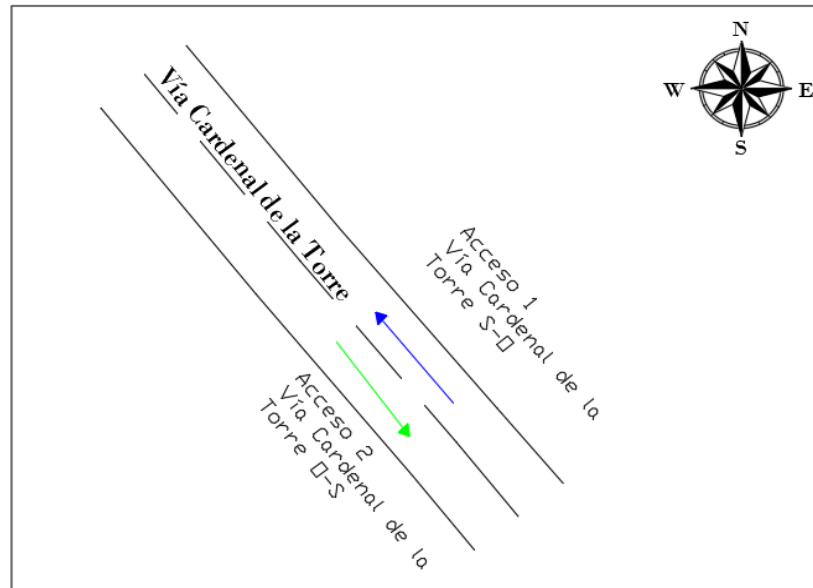 N
W
E
S
Vía Cardenal de la Torre
Acceso 1
Vía Cardenal de la
Torre S-O
Acceso 2
Vía Cardenal de la
Torre O-S